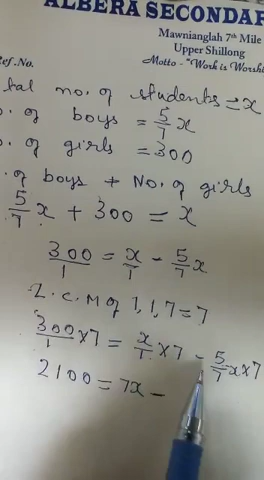 ALBERA SECONDAR
Mawnianglah 7th Mile
Upper Shillong
Ref. No.
Motto - "Work is Worshi
tal no. of students = x
o. of boys = 5/7 x
o. of girls = 300
. of boys + No. of girls
5/7 x + 300 = x
300/1 = x/1 - 5/7 x
L.C.M of 1,1,7 = 7
300/1 × 7 = x/1 × 7 - 5/7 x × 7
2100 = 7x -